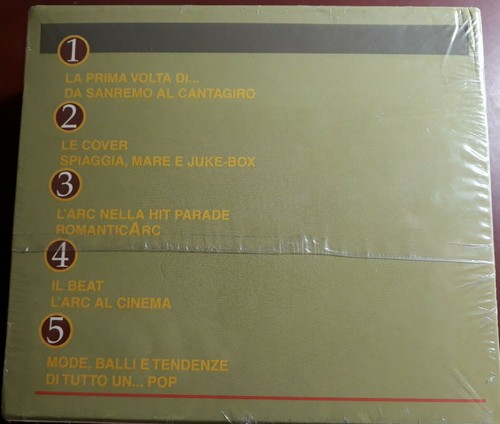 1
LA PRIMA VOLTA DI...
DA SANREMO AL CANTAGIRO
2
LE COVER
SPIAGGIA, MARE E JUKE-BOX
3
L'ARC NELLA HIT PARADE
ROMANTICARC
4
IL BEAT
L'ARC AL CINEMA
5
MODE, BALLI E TENDENZE
DI TUTTO UN... POP